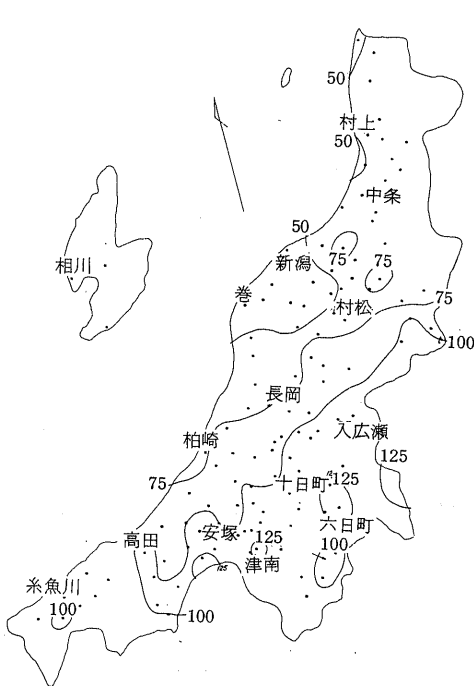 50
村上
50
中条
相川
50
新潟
75
75
巻
村松
75
100
長岡
入広瀬
柏崎
125
75
十日町
125
六日町
安塚
125
高田
100
津南
125
糸魚川
100
100